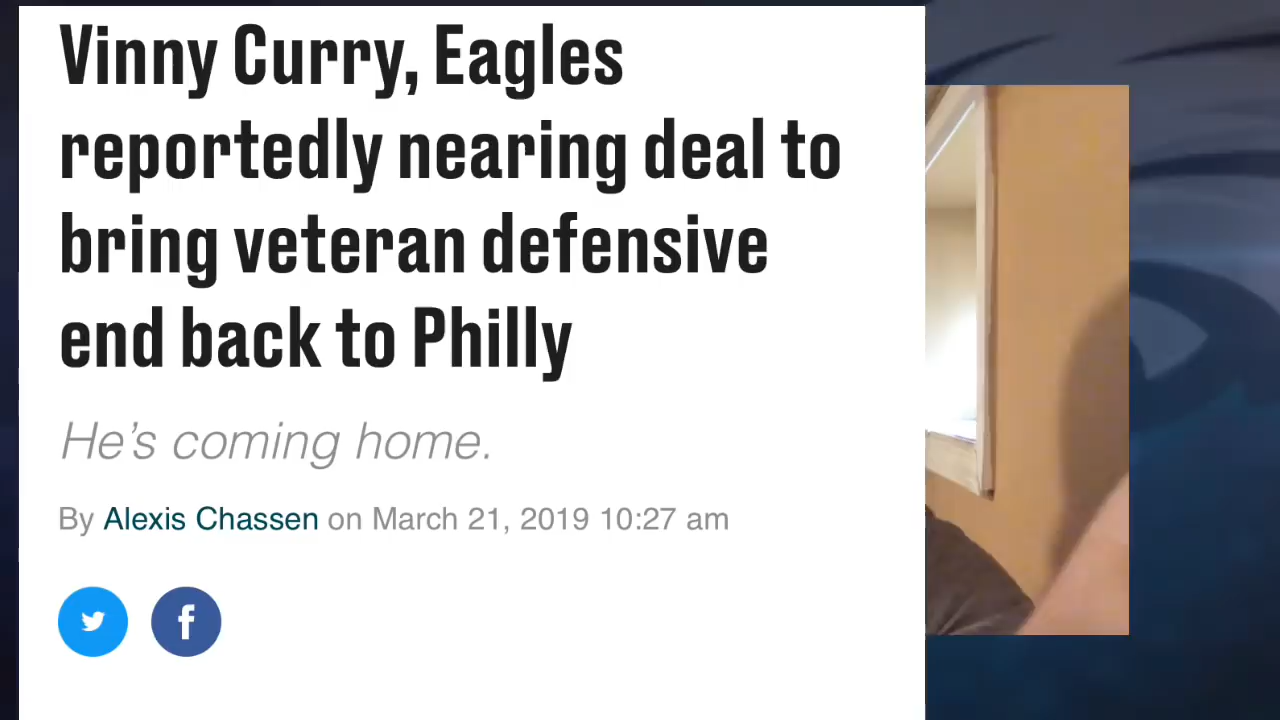 Vinny Curry, Eagles
reportedly nearing deal to
bring veteran defensive
end back to Philly
He's coming home.
By Alexis Chassen on March 21, 2019 10:27 am